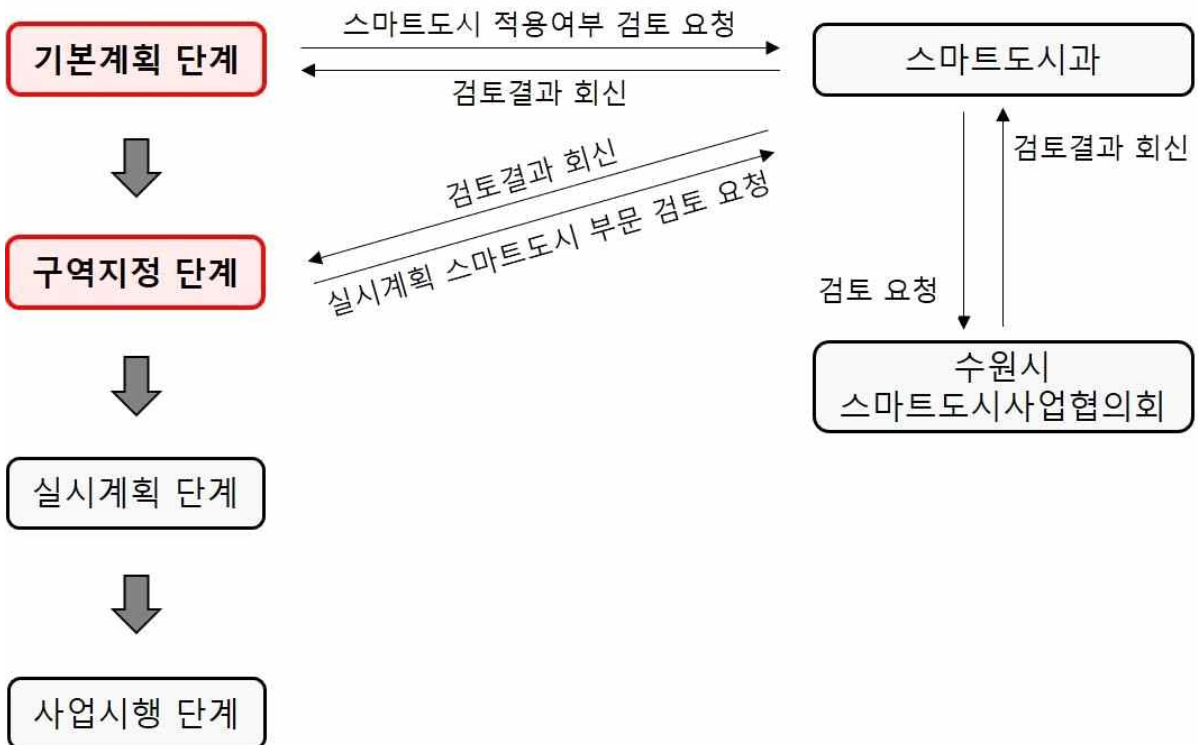 기본계획 단계
스마트도시 적용여부 검토 요청
검토결과 회신
스마트도시과
검토결과 회신
실시계획 스마트도시 부문 검토 요청
검토결과 회신
검토 요청
구역지정 단계
수원시
스마트도시사업협의회
실시계획 단계
사업시행 단계